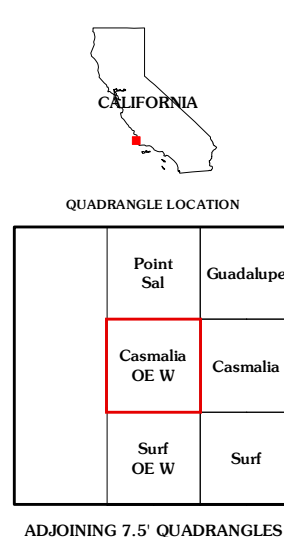 CALIFORNIA
QUADRANGLE LOCATION
Point
Sal
Guadalupe
Casmalia
OE W
Casmalia
Surf
OE W
Surf
ADJOINING 7.5' QUADRANGLES